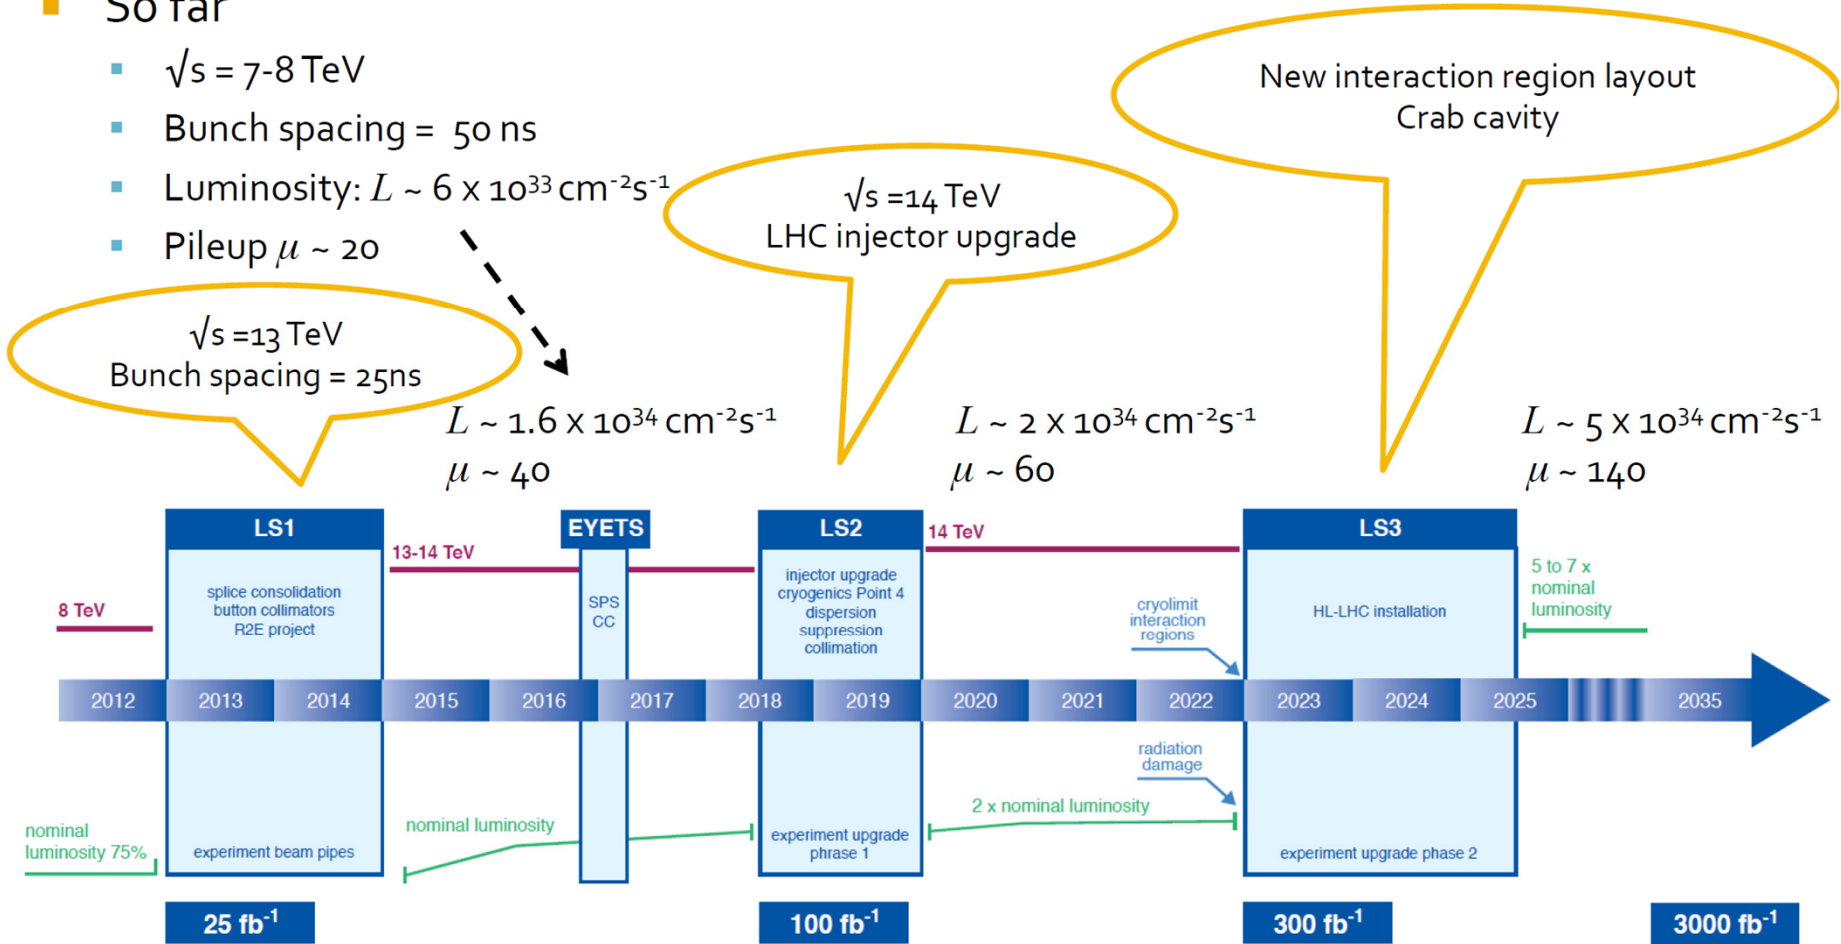 So far
√s = 7-8 TeV
Bunch spacing = 50 ns
Luminosity: L ~ 6 x 10³³ cm⁻²s⁻¹
Pileup μ ~ 20
New interaction region layout
Crab cavity
√s =14 TeV
LHC injector upgrade
√s =13 TeV
Bunch spacing = 25ns
L ~ 1.6 x 10³⁴ cm⁻²s⁻¹
μ ~ 40
L ~ 2 x 10³⁴ cm⁻²s⁻¹
μ ~ 60
L ~ 5 x 10³⁴ cm⁻²s⁻¹
μ ~ 140
LS1
EYETS
LS2
LS3
8 TeV
splice consolidation
button collimators
R2E project
13-14 TeV
SPS
CC
injector upgrade
cryogenics Point 4
dispersion
suppression
collimation
14 TeV
cryolimit
interaction
regions
HL-LHC installation
5 to 7 x
nominal
luminosity
2012 2013 2014 2015 2016 2017 2018 2019 2020 2021 2022 2023 2024 2025 2035
nominal
luminosity 75%
experiment beam pipes
nominal luminosity
experiment upgrade
phrase 1
2 x nominal luminosity
radiation
damage
experiment upgrade phase 2
25 fb⁻¹
100 fb⁻¹
300 fb⁻¹
3000 fb⁻¹